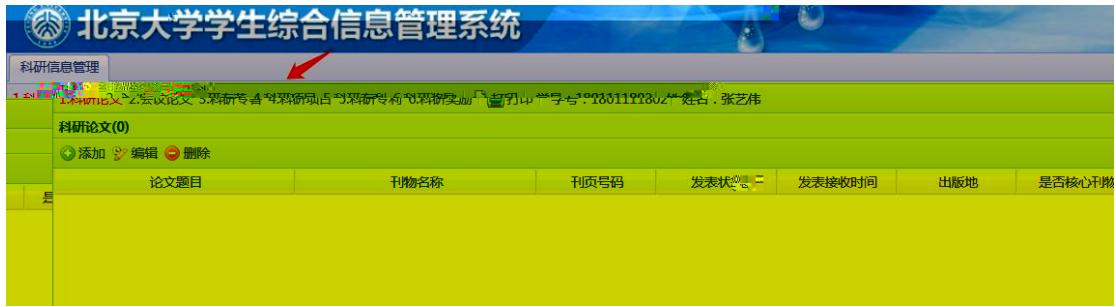 北京大学学生综合信息管理系统
科研信息管理
1.科研论文 2.会议论文 3.科研专著 4.科研项目 5.科研专利 6.科研奖励 打印 学号:1801111302 姓名:张艺伟
科研论文(0)
添加 编辑 删除
论文题目 刊物名称 刊页号码 发表状 发表接收时间 出版地 是否核心刊物